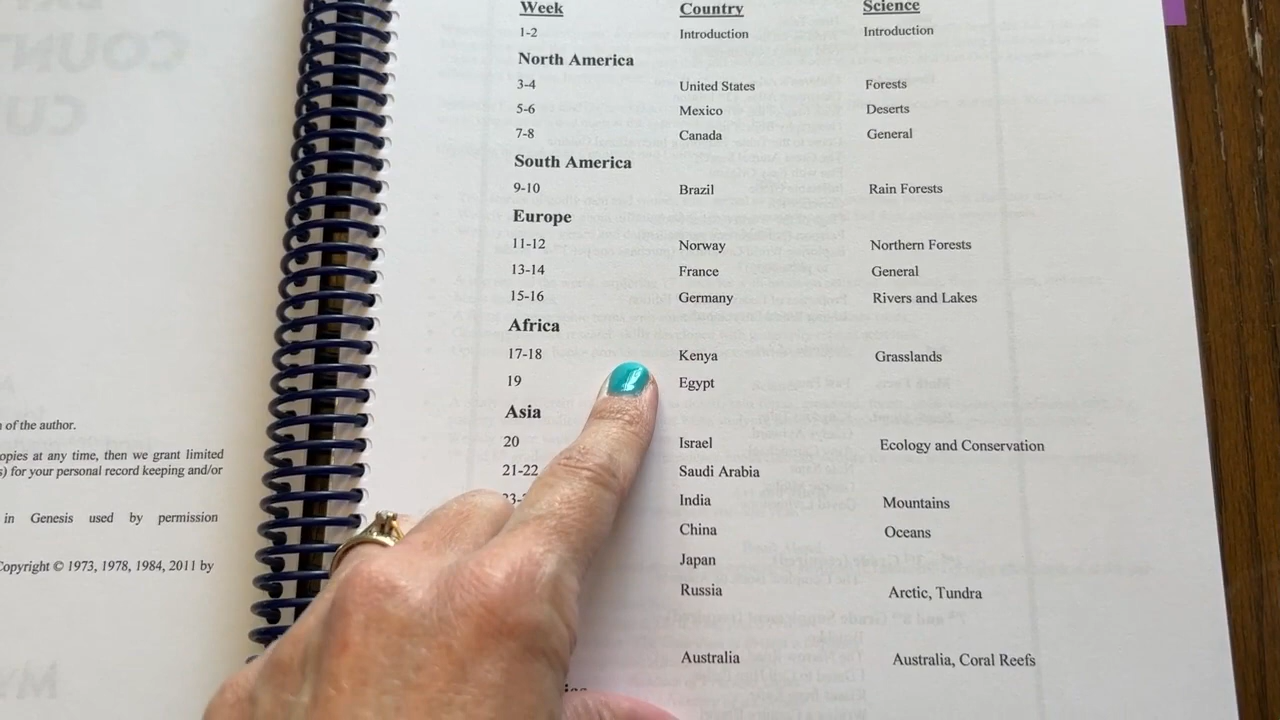 Week Country Science
1-2 Introduction Introduction
North America
3-4 United States Forests
5-6 Mexico Deserts
7-8 Canada General
South America
9-10 Brazil Rain Forests
Europe
11-12 Norway Northern Forests
13-14 France General
15-16 Germany Rivers and Lakes
Africa
17-18 Kenya Grasslands
19 Egypt
Asia
20 Israel Ecology and Conservation
21-22 Saudi Arabia
India Mountains
China Oceans
Japan
Russia Arctic, Tundra
Australia Australia, Coral Reefs
of the author.
opies at any time, then we grant limited
s) for your personal record keeping and/or
in Genesis used by permission
Copyright © 1973, 1978, 1984, 2011 by